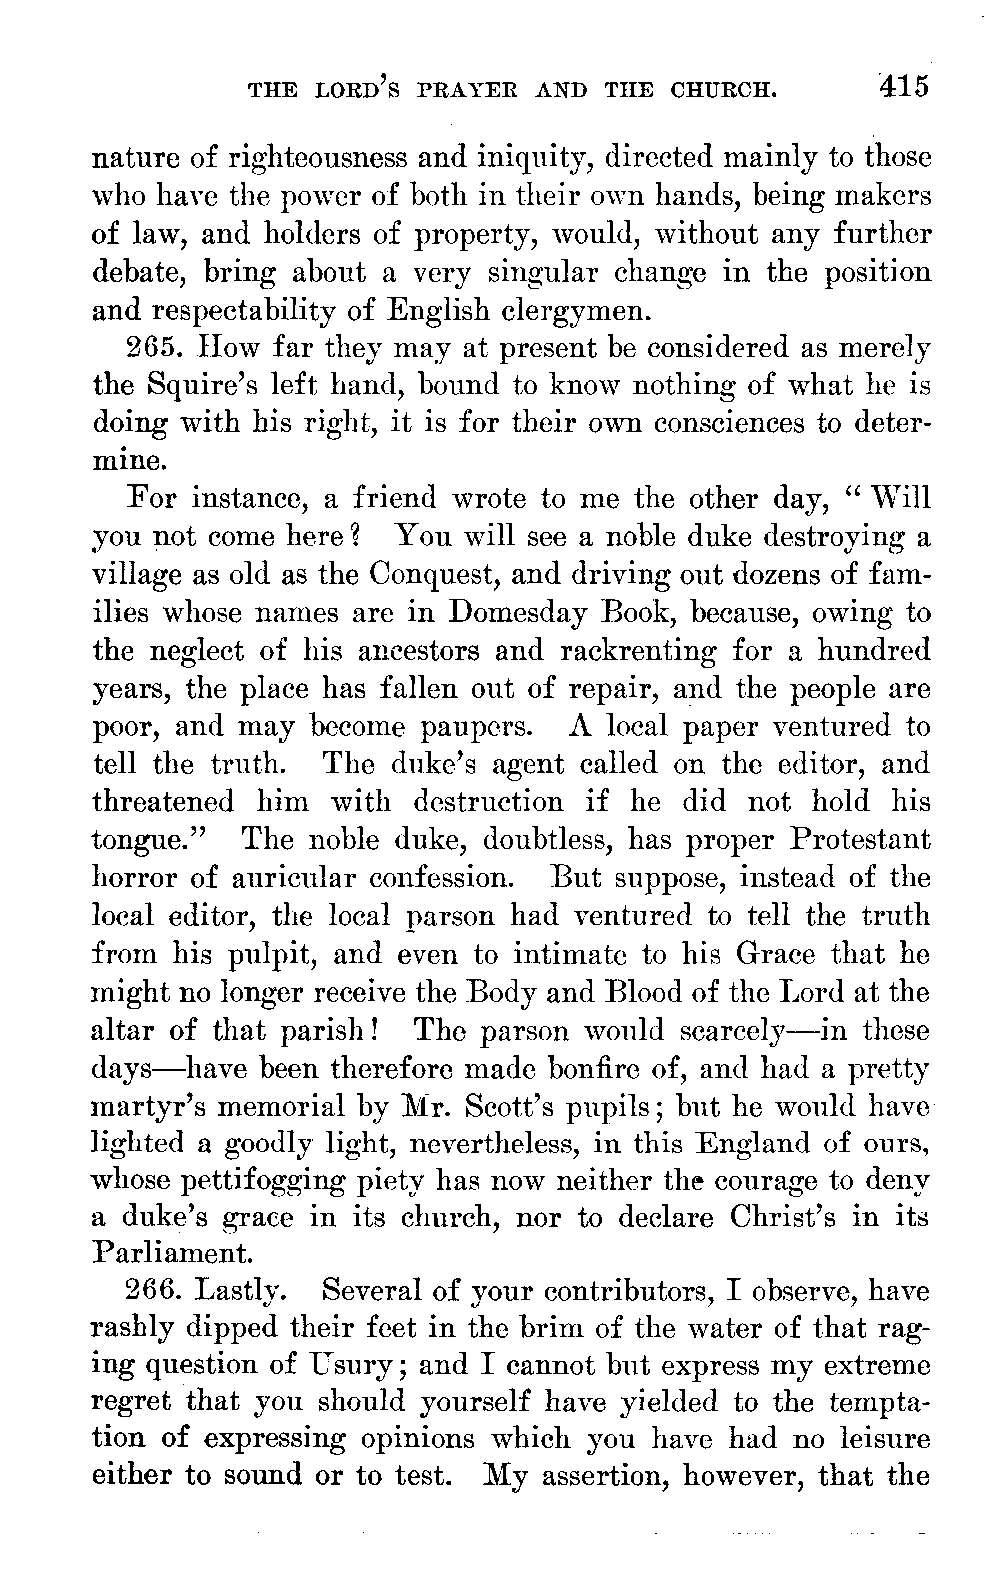 THE LORD'S PRAYER AND THE CHURCH. 415
nature of righteousness and iniquity, directed mainly to those
who have the power of both in their own hands, being makers
of law, and holders of property, would, without any further
debate, bring about a very singular change in the position
and respectability of English clergymen.
265. How far they may at present be considered as merely
the Squire's left hand, bound to know nothing of what he is
doing with his right, it is for their own consciences to deter-
mine.
For instance, a friend wrote to me the other day, “ Will
you not come here? You will see a noble duke destroying a
village as old as the Conquest, and driving out dozens of fam-
ilies whose names are in Domesday Book, because, owing to
the neglect of his ancestors and rackrenting for a hundred
years, the place has fallen out of repair, and the people are
poor, and may become paupers. A local paper ventured to
tell the truth. The duke's agent called on the editor, and
threatened him with destruction if he did not hold his
tongue.” The noble duke, doubtless, has proper Protestant
horror of auricular confession. But suppose, instead of the
local editor, the local parson had ventured to tell the truth
from his pulpit, and even to intimate to his Grace that he
might no longer receive the Body and Blood of the Lord at the
altar of that parish! The parson would scarcely—in these
days—have been therefore made bonfire of, and had a pretty
martyr's memorial by Mr. Scott's pupils; but he would have
lighted a goodly light, nevertheless, in this England of ours,
whose pettifogging piety has now neither the courage to deny
a duke's grace in its church, nor to declare Christ's in its
Parliament.
266. Lastly. Several of your contributors, I observe, have
rashly dipped their feet in the brim of the water of that rag-
ing question of Usury; and I cannot but express my extreme
regret that you should yourself have yielded to the tempta-
tion of expressing opinions which you have had no leisure
either to sound or to test. My assertion, however, that the